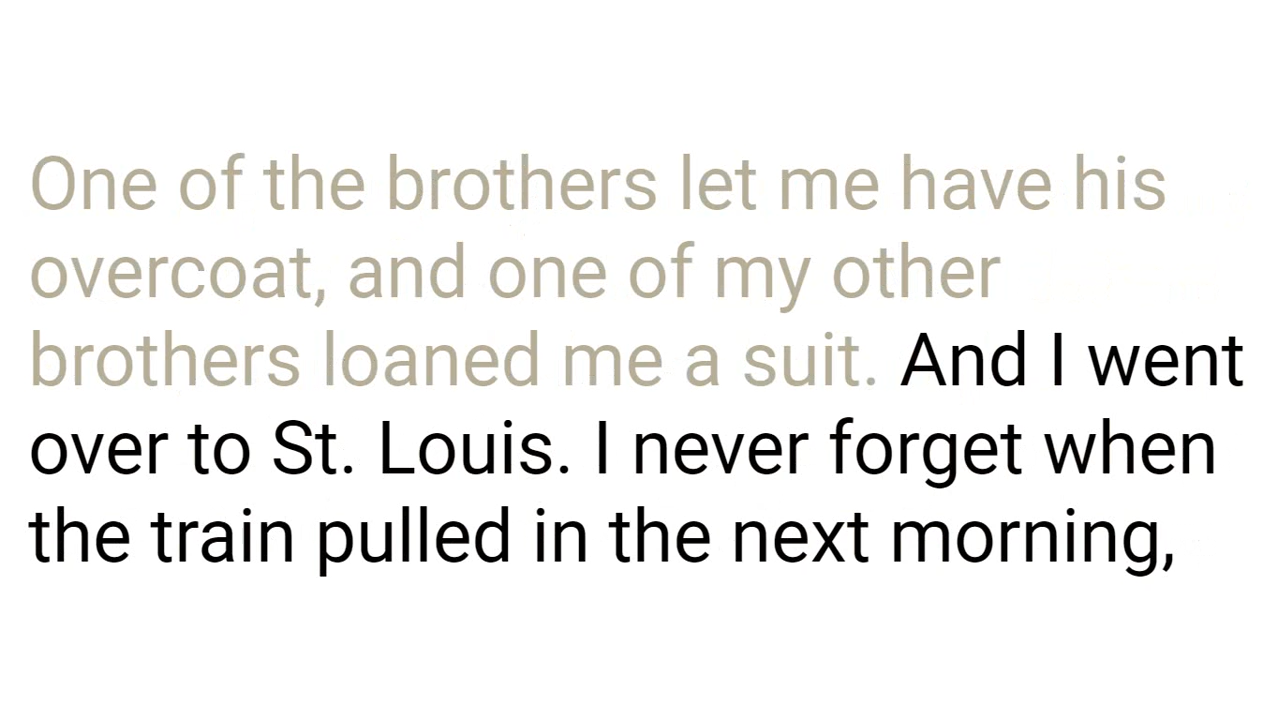 One of the brothers let me have his
overcoat, and one of my other
brothers loaned me a suit. And I went
over to St. Louis. I never forget when
the train pulled in the next morning,